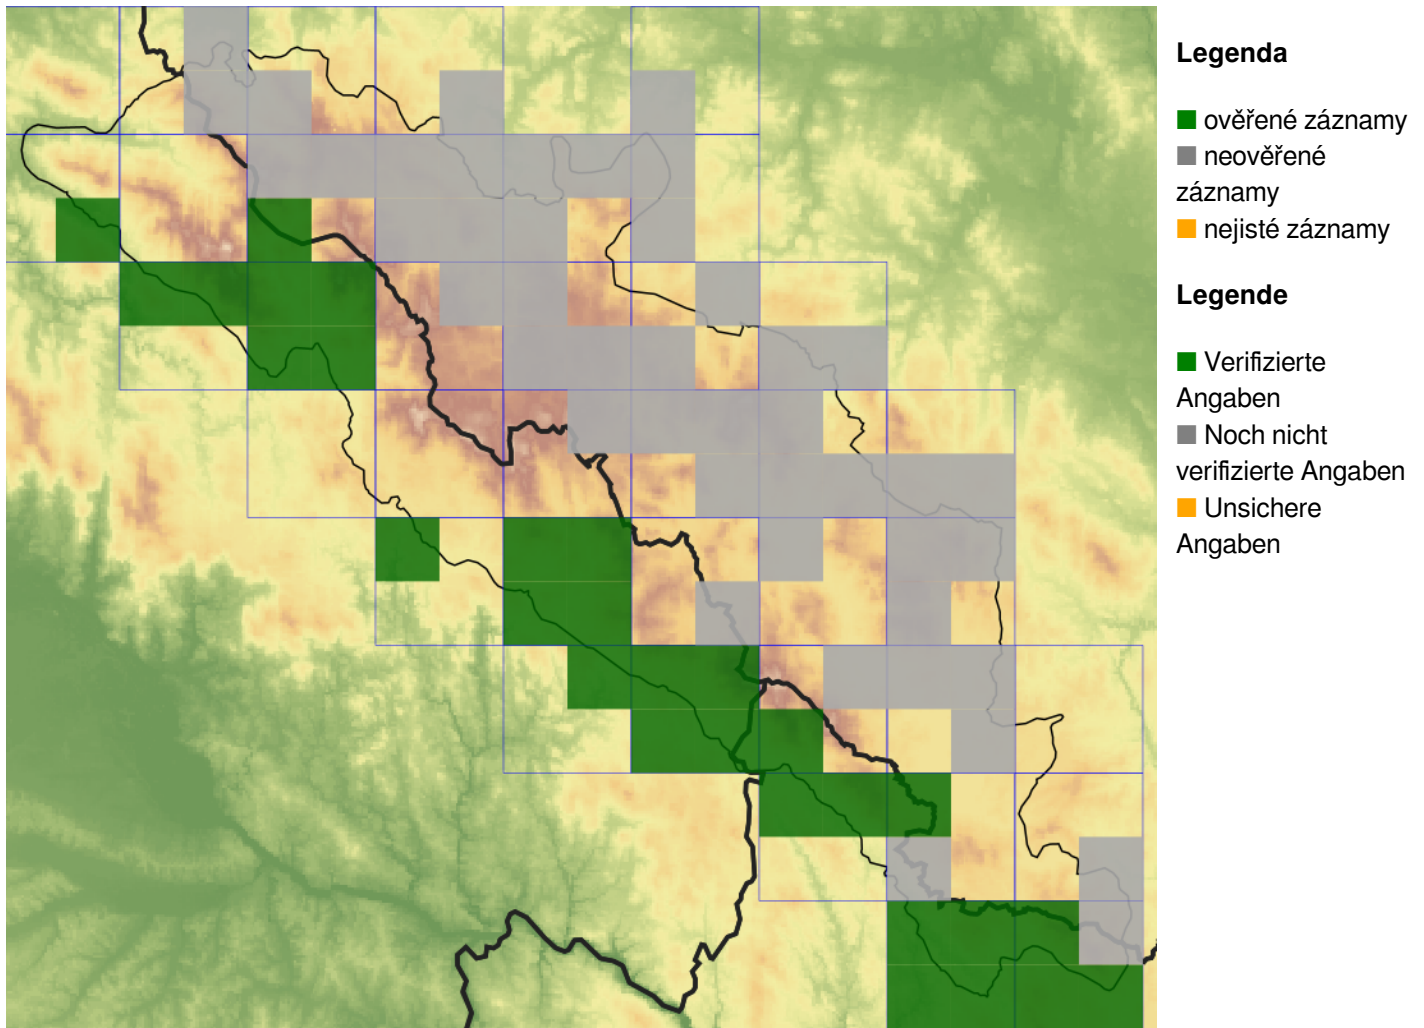 Legenda
ověřené záznamy
neověřené
záznamy
nejisté záznamy
Legende
Verifizierte
Angaben
Noch nicht
verifizierte Angaben
Unsichere
Angaben